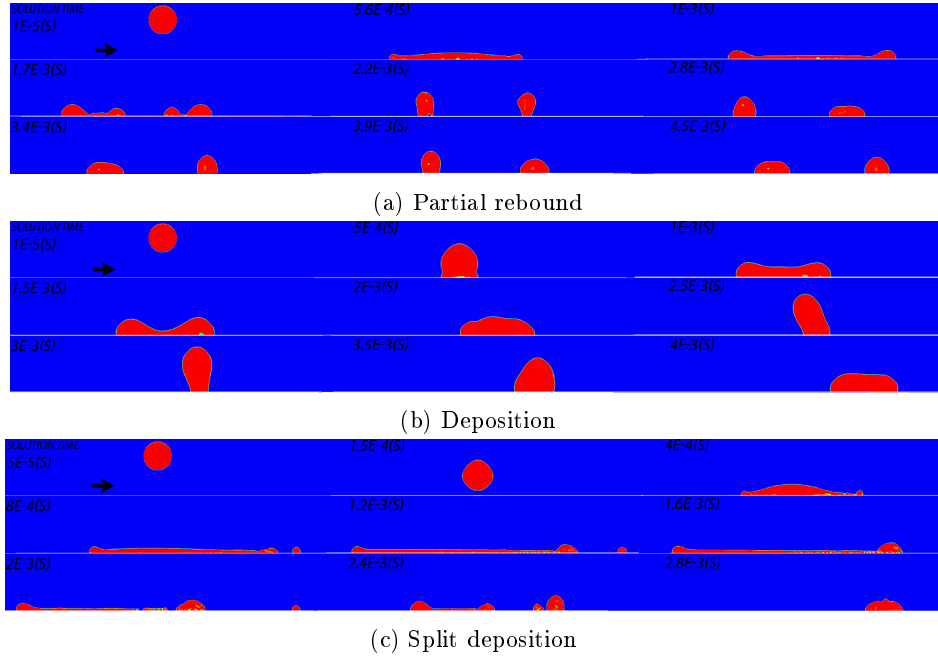 SOLUTION TIME 5.6E-4(S) 1E-3(S)
1E-5(S)
1.7E-3(S) 2.2E-3(S) 2.8E-3(S)
3.4E-3(S) 3.9E-3(S) 4.5E-3(S)
(a) Partial rebound
SOLUTION TIME 5E-4(S) 1E-3(S)
1E-5(S)
1.5E-3(S) 2E-3(S) 2.5E-3(S)
3E-3(S) 3.5E-3(S) 4E-3(S)
(b) Deposition
SOLUTION TIME 1.5E-4(S) 4E-4(S)
5E-5(S)
8E-4(S) 1.2E-3(S) 1.6E-3(S)
2E-3(S) 2.4E-3(S) 2.8E-3(S)
(c) Split deposition